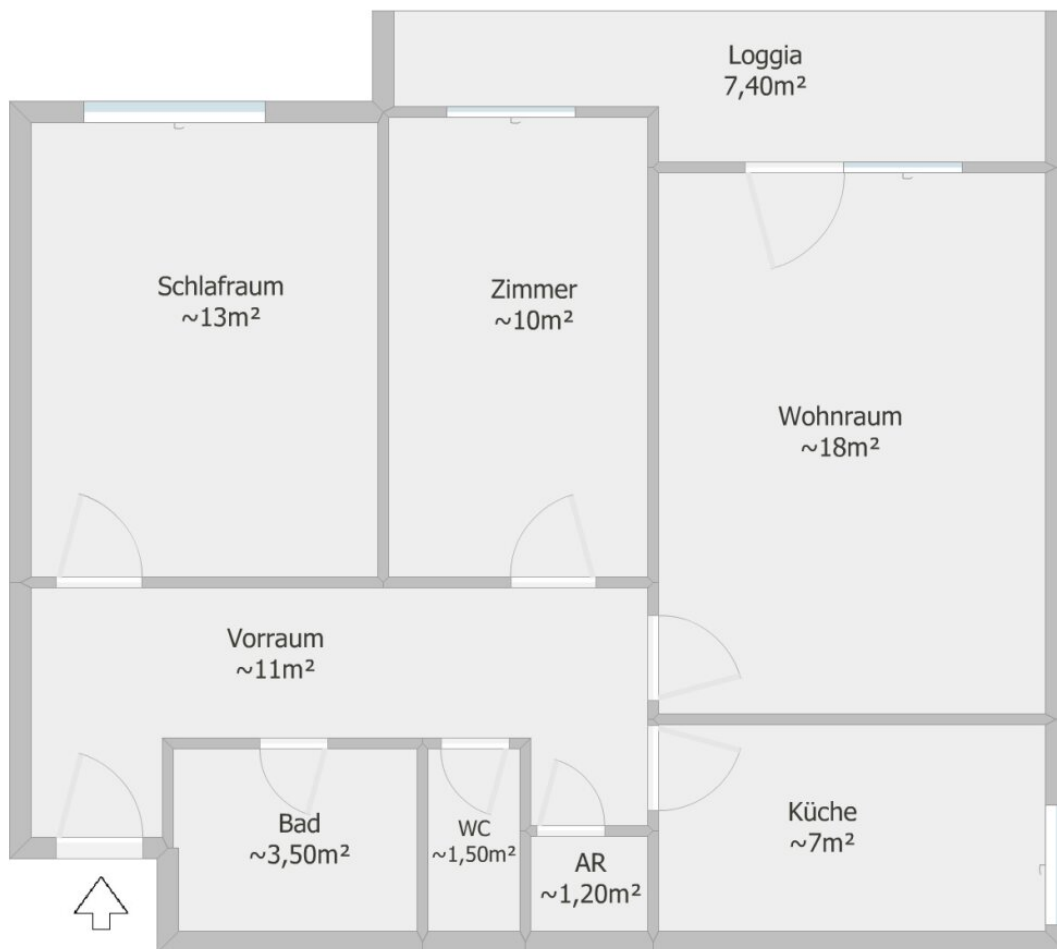 Loggia
7,40m²
Schlafraum
~13m²
Zimmer
~10m²
Wohnraum
~18m²
Vorraum
~11m²
Bad
~3,50m²
WC
~1,50m²
AR
~1,20m²
Küche
~7m²